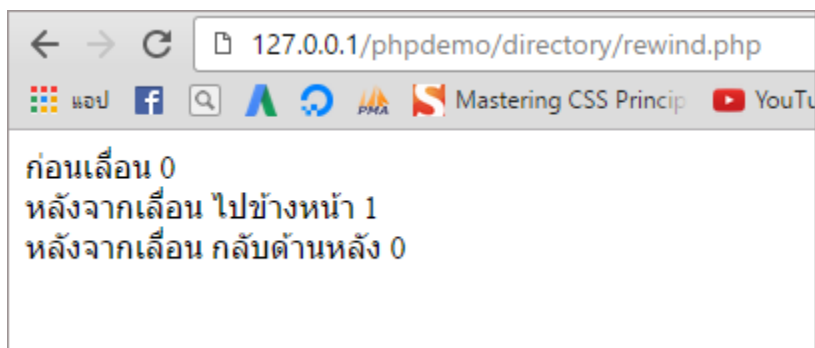 127.0.0.1/phpdemo/directory/rewind.php
แอป Mastering CSS Princip YouTu
ก่อนเลื่อน 0
หลังจากเลื่อน ไปข้างหน้า 1
หลังจากเลื่อน กลับด้านหลัง 0